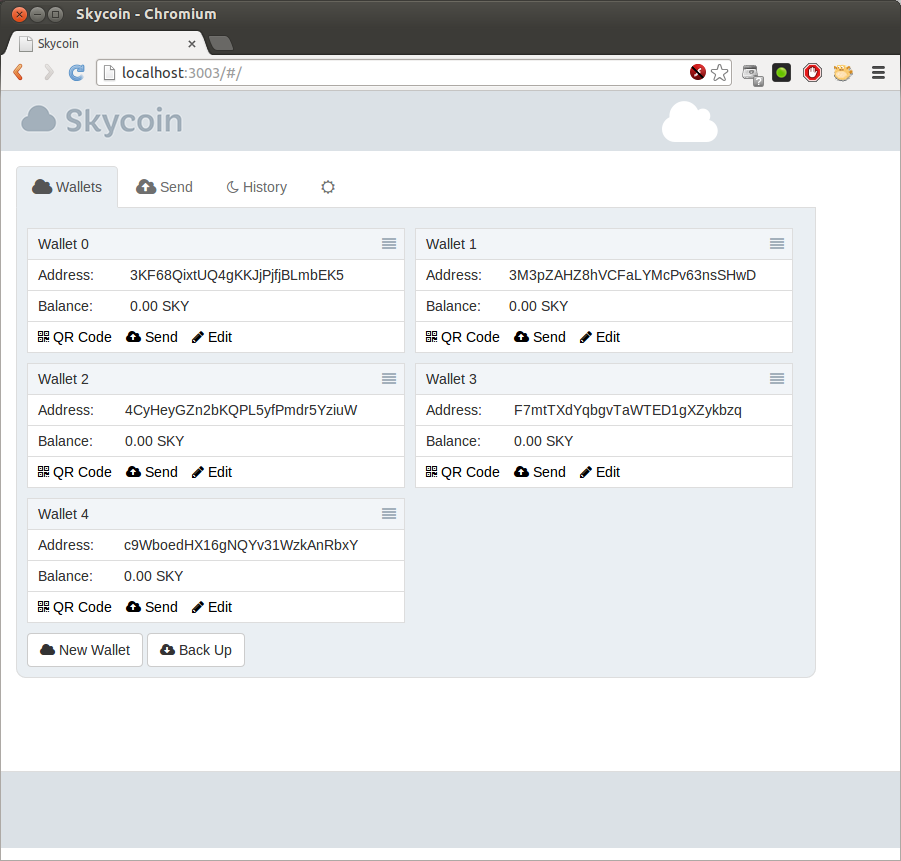 Skycoin - Chromium
Skycoin
localhost:3003/#/
Skycoin
Wallets Send History
Wallet 0
Address: 3KF68QixtUQ4gKKJjPjfjBLmbEK5
Balance: 0.00 SKY
QR Code Send Edit
Wallet 1
Address: 3M3pZAHZ8hVCFaLYMcPv63nsSHwD
Balance: 0.00 SKY
QR Code Send Edit
Wallet 2
Address: 4CyHeyGZn2bKQPL5yfPmdr5YziuW
Balance: 0.00 SKY
QR Code Send Edit
Wallet 3
Address: F7mtTXdYqbgvTaWTED1gXZykbzq
Balance: 0.00 SKY
QR Code Send Edit
Wallet 4
Address: c9WboedHX16gNQYv31WzkAnRbxY
Balance: 0.00 SKY
QR Code Send Edit
New Wallet Back Up